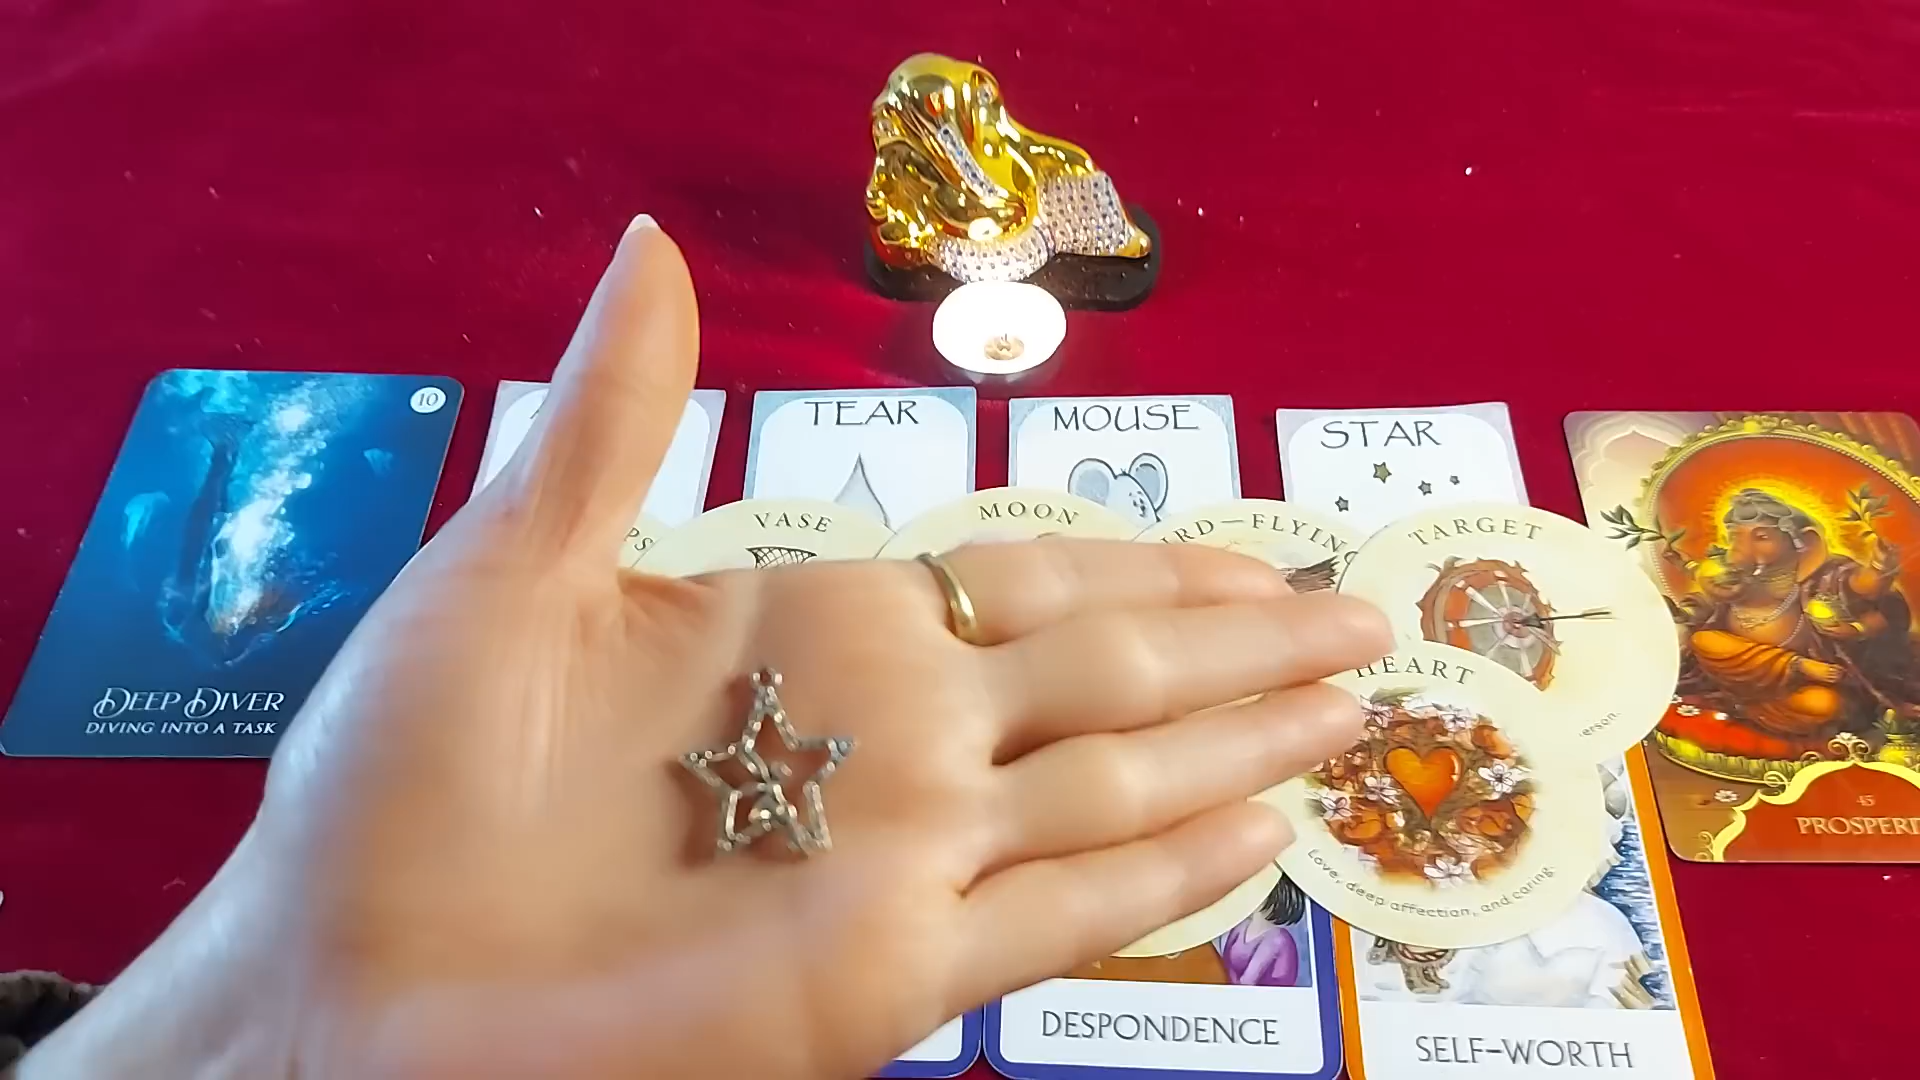 10
DEEP DIVER
DIVING INTO A TASK
TEAR
MOUSE
STAR
VASE
MOON
TARGET
HEART
Love, deep affection, and caring.
45
DESPONDENCE
SELF-WORTH